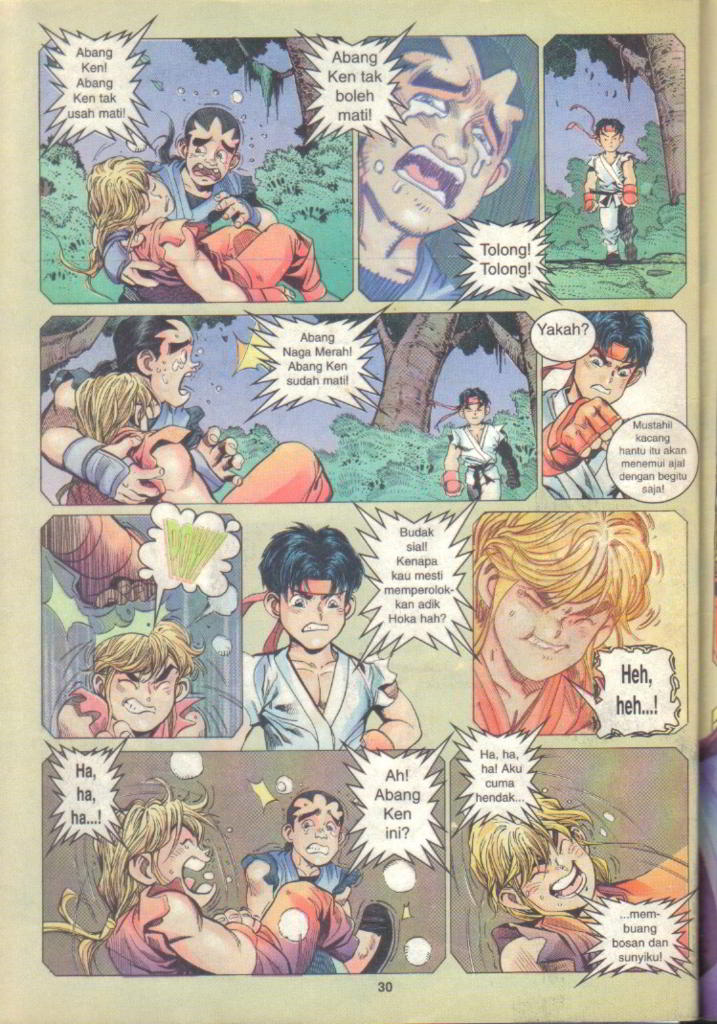 Abang
Ken!
Abang
Ken tak
usah mati!
Abang
Ken tak
boleh
mati!
Tolong!
Tolong!
Abang
Naga Merah!
Abang Ken
sudah mati!
Yakah?
Mustahil
kacang
hantu itu akan
menemui ajal
dengan begitu
saja!
POW!
Budak
sial!
Kenapa
kau mesti
memperolok-
kan adik
Hoka hah?
Heh,
heh...!
Ha,
ha,
ha...!
Ah!
Abang
Ken
ini?
Ha, ha,
ha! Aku
cuma
hendak...
...mem-
buang
bosan dan
sunyiku!
30